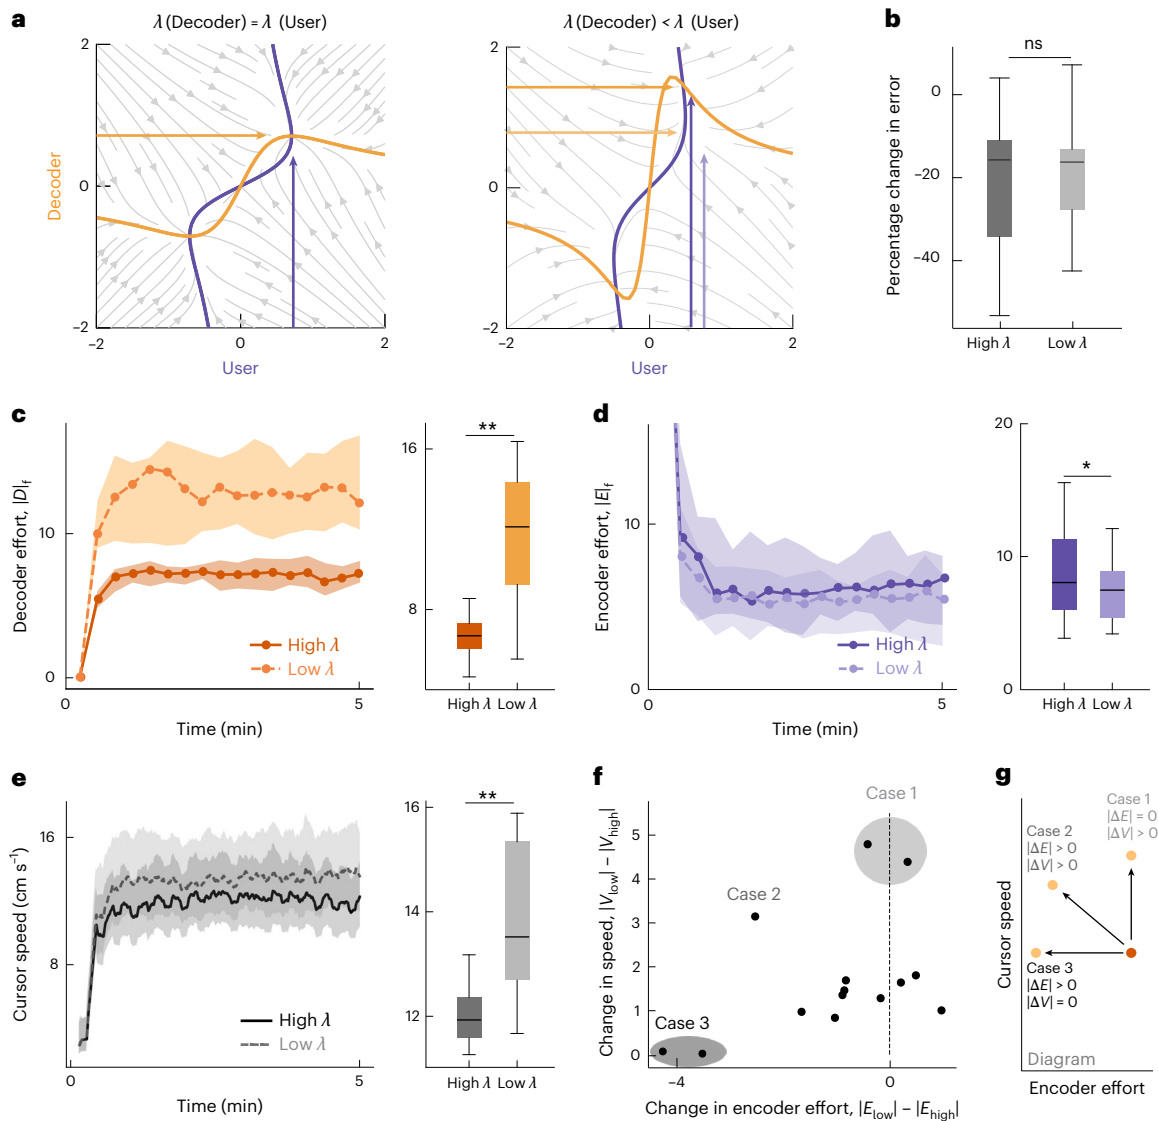 a
λ (Decoder) = λ (User)
2
0
−2
−2
0
2
Decoder
User
λ (Decoder) < λ (User)
2
0
−2
−2
0
2
User
b
ns
0
−20
−40
Percentage change in error
High λ
Low λ
c
10
0
0
5
Decoder effort, |D|f
Time (min)
High λ
Low λ
**
16
8
High λ
Low λ
d
10
0
0
5
Encoder effort, |E|f
Time (min)
High λ
Low λ
*
20
10
0
High λ
Low λ
e
16
8
0
5
Cursor speed (cm s−1)
Time (min)
High λ
Low λ
**
16
14
12
High λ
Low λ
f
Case 1
Case 2
Case 3
5
4
3
2
1
0
−4
0
Change in speed, |Vlow| − |Vhigh|
Change in encoder effort, |Elow| − |Ehigh|
g
Case 1
|ΔE| = 0
|ΔV| > 0
Case 2
|ΔE| > 0
|ΔV| > 0
Case 3
|ΔE| > 0
|ΔV| = 0
Diagram
Cursor speed
Encoder effort